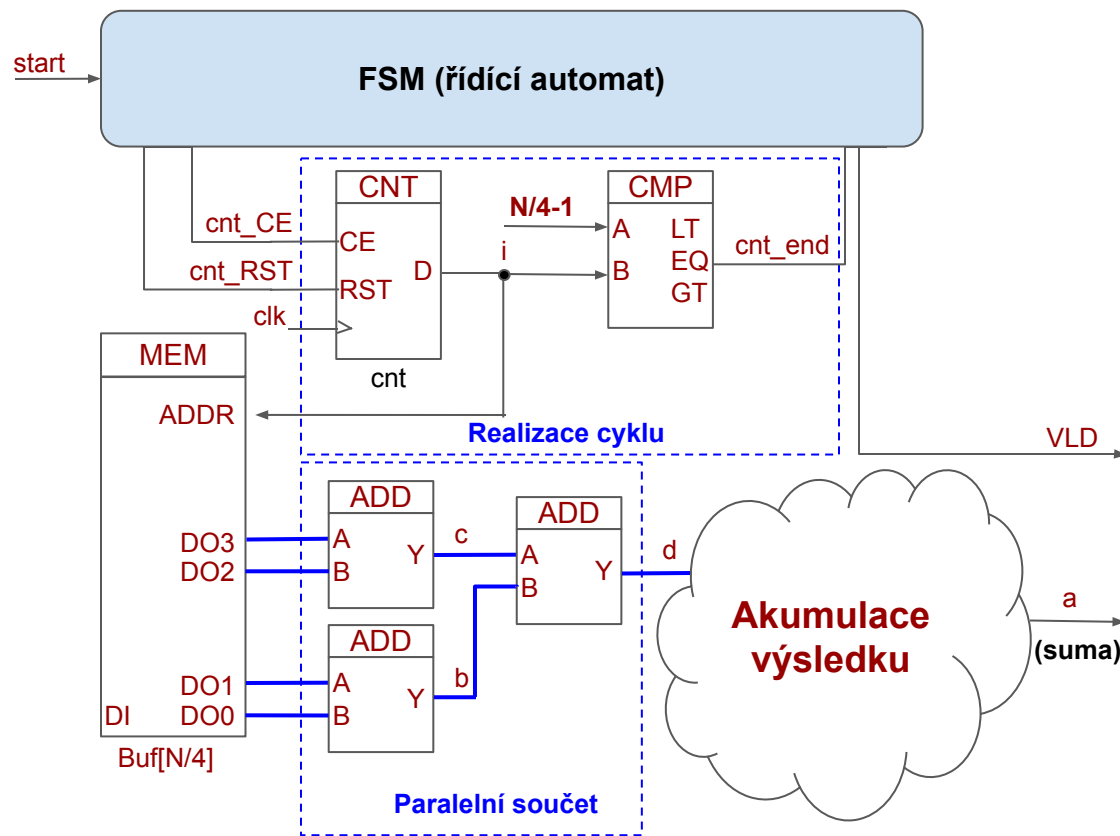 start
FSM (řídící automat)
CNT
CMP
cnt_CE
CE
N/4-1
A
LT
cnt_end
cnt_RST
RST
D
i
B
EQ
GT
clk
cnt
MEM
ADDR
Realizace cyklu
VLD
ADD
ADD
DO3
A
Y
c
A
Y
d
DO2
B
B
Akumulace
výsledku
a
(suma)
ADD
DO1
A
Y
b
DI
DO0
B
Buf[N/4]
Paralelní součet